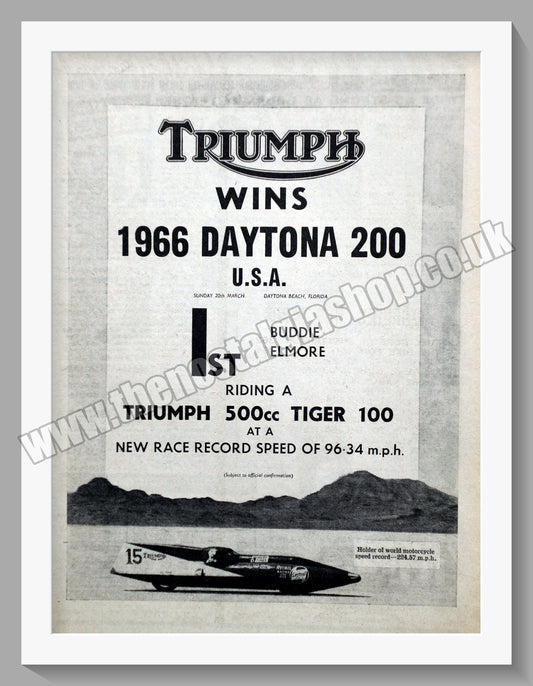 TRIUMPH
WINS
1966 DAYTONA 200
U.S.A.
SUNDAY 20th MARCH DAYTONA BEACH, FLORIDA
1ST
BUDDIE
ELMORE
RIDING A
TRIUMPH 500cc TIGER 100
AT A
NEW RACE RECORD SPEED OF 96·34 m.p.h.
(Subject to official confirmation)
Holder of world motorcycle
speed record—224.57 m.p.h.
15 TRIUMPH
www.thenostalgiashop.co.uk